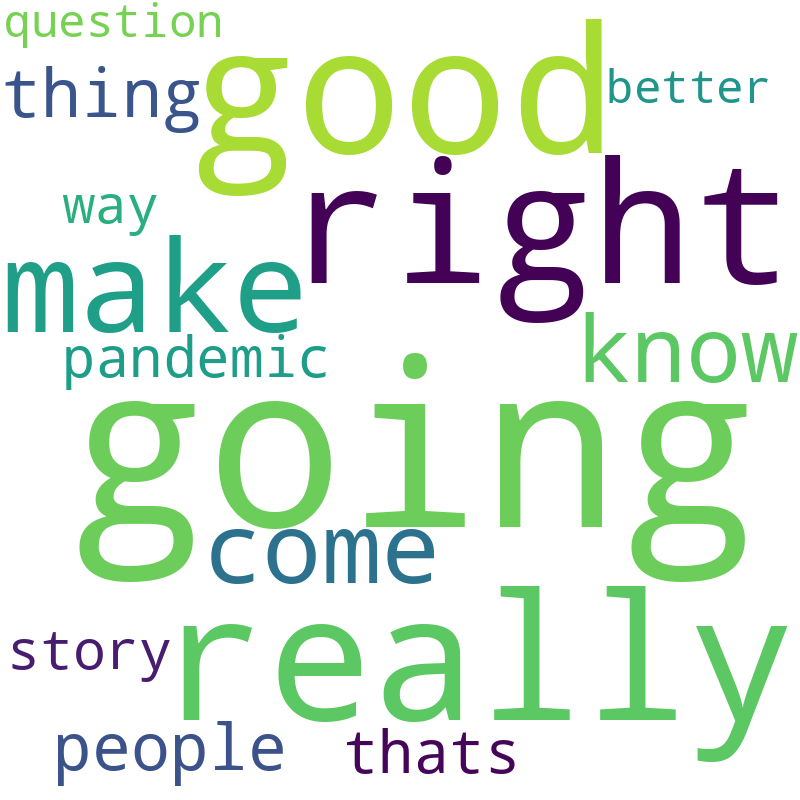 question
thing good better
right
way
make know
pandemic
going
come
really
story
people thats